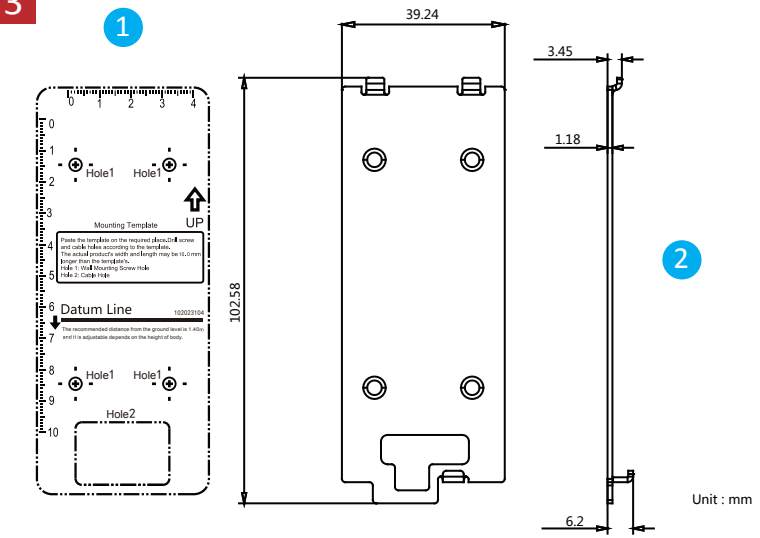 3
1
39.24
3.45
0 1 2 3 4
0
1
Hole1 Hole1
2
1.18
3
UP
Mounting Template
4
Paste the template on the required place.Drill screw
and cable holes according to the template.
The actual product's width and length may be 10.0mm
longer than the template's.
Hole 1: Wall Mounting Screw Hole
Hole 2: Cable Hole
5
2
102.58
6
Datum Line 102023104
7
The recommended distance from the ground level is 1.40m,
and it is adjustable depends on the height of body.
8
Hole1 Hole1
9
Hole2
10
Unit : mm
6.2